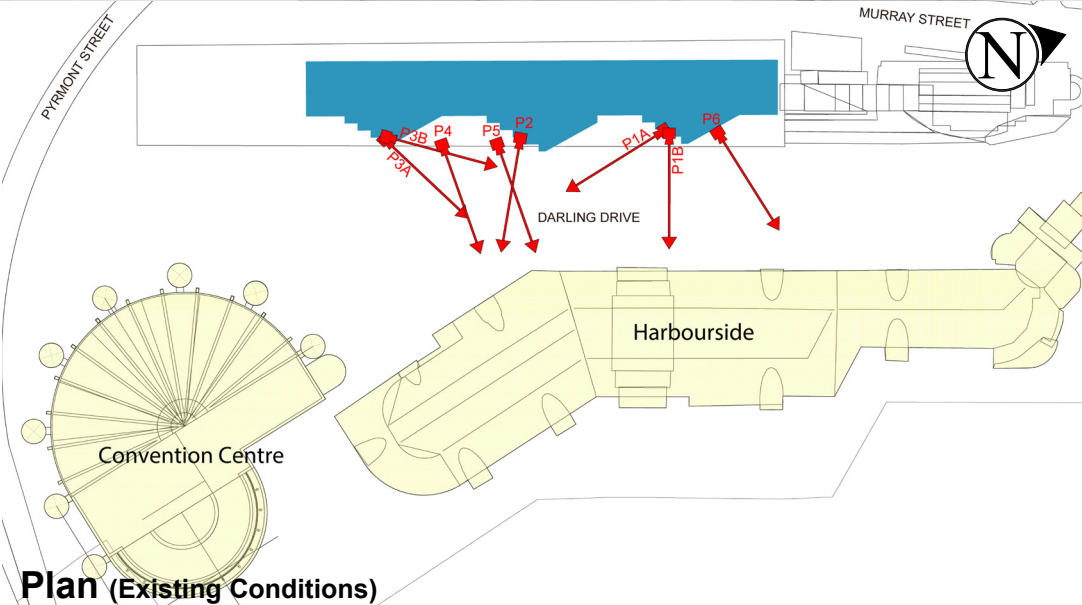 PYRMONT STREET
MURRAY STREET
N
P3B
P4
P5
P2
P1A
P1B
P6
P3A
DARLING DRIVE
Harbourside
Convention Centre
Plan (Existing Conditions)